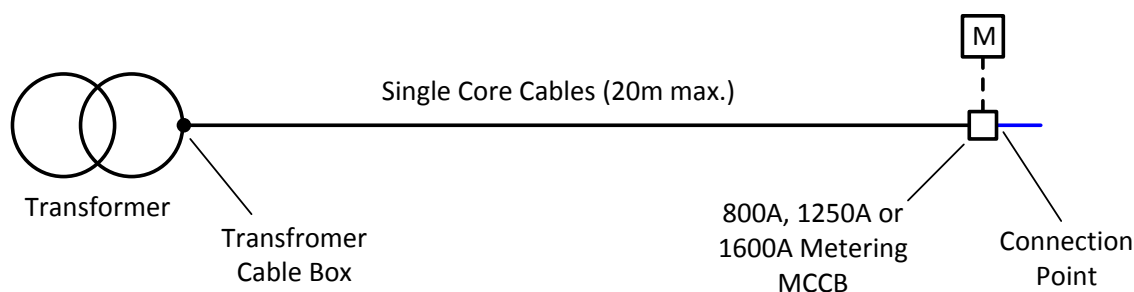 M
Single Core Cables (20m max.)
Transformer
Transfromer
Cable Box
800A, 1250A or
1600A Metering
MCCB
Connection
Point